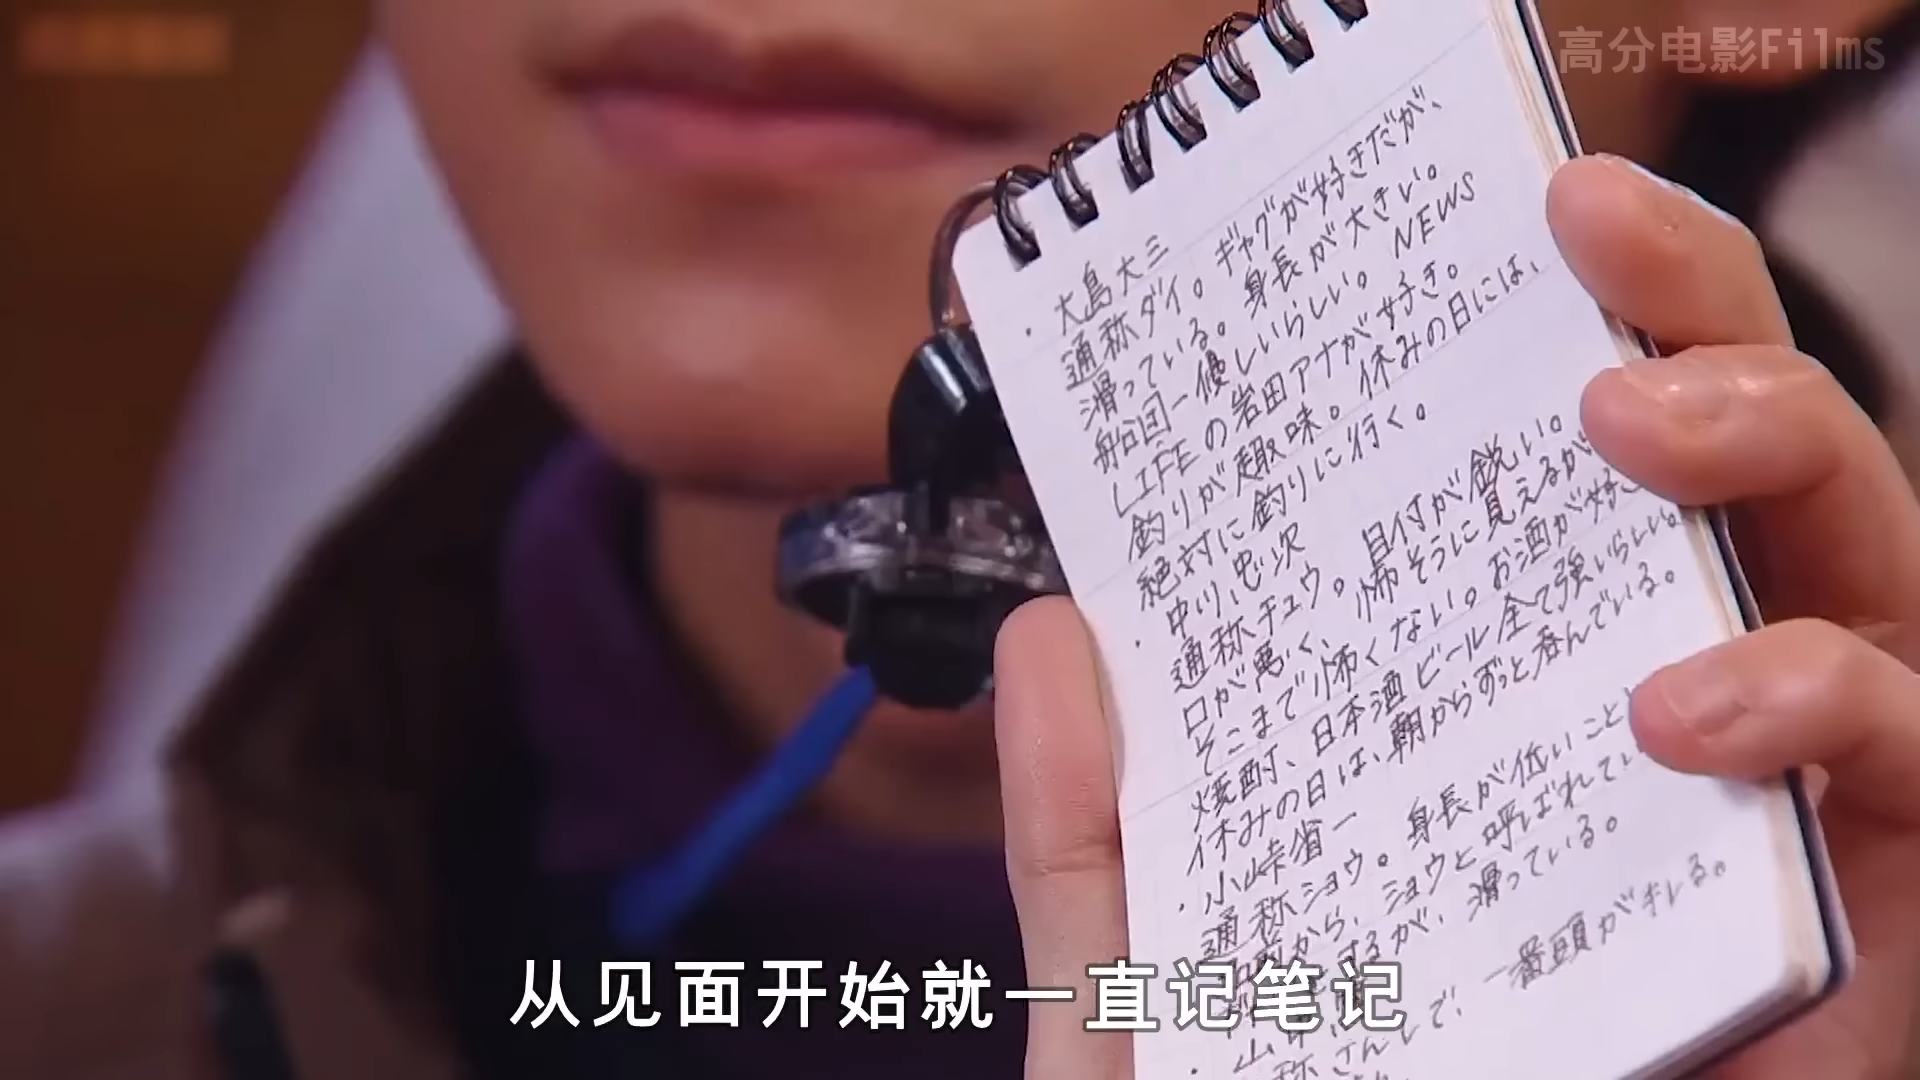 高分电影Films
・大島大三
通称ダイ。ギャグが好きだが、
滑っている。身長が大きい。
船団一優しいらしい。NEWS
LIFEの岩田アナが好き。
釣りが趣味。休みの日には、
絶対に釣りに行く。
・中川忠次
通称チュウ。目付が鋭い。
口が悪く、怖そうに見えるが
そこまで怖くない。お酒が好き
焼酎、日本酒ビール全て強いらしい。
休みの日は、朝からずっと呑んでいる。
・小山峠省一
通称ショウ。身長が低いこと
から、ショウと呼ばれてい
するが、滑っている。
一番頭がキレる。
从见面开始就一直记笔记